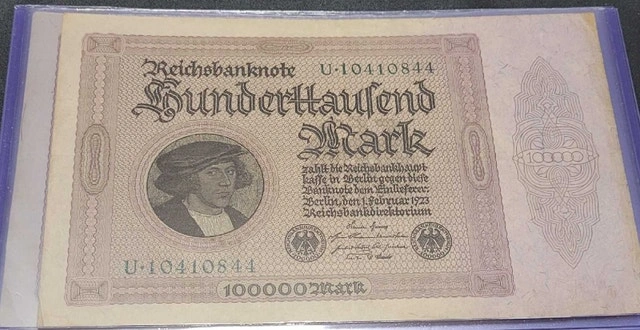 Reichsbanknote U·10410844
Hunderttausend
Mark
100000
zahlt die Reichsbankhaupt-
kasse in Berlin gegen diese
Banknote dem Einlieferer:
Berlin, den 1. Februar 1923
Reichsbankdirektorium
U·10410844
100000 Mark